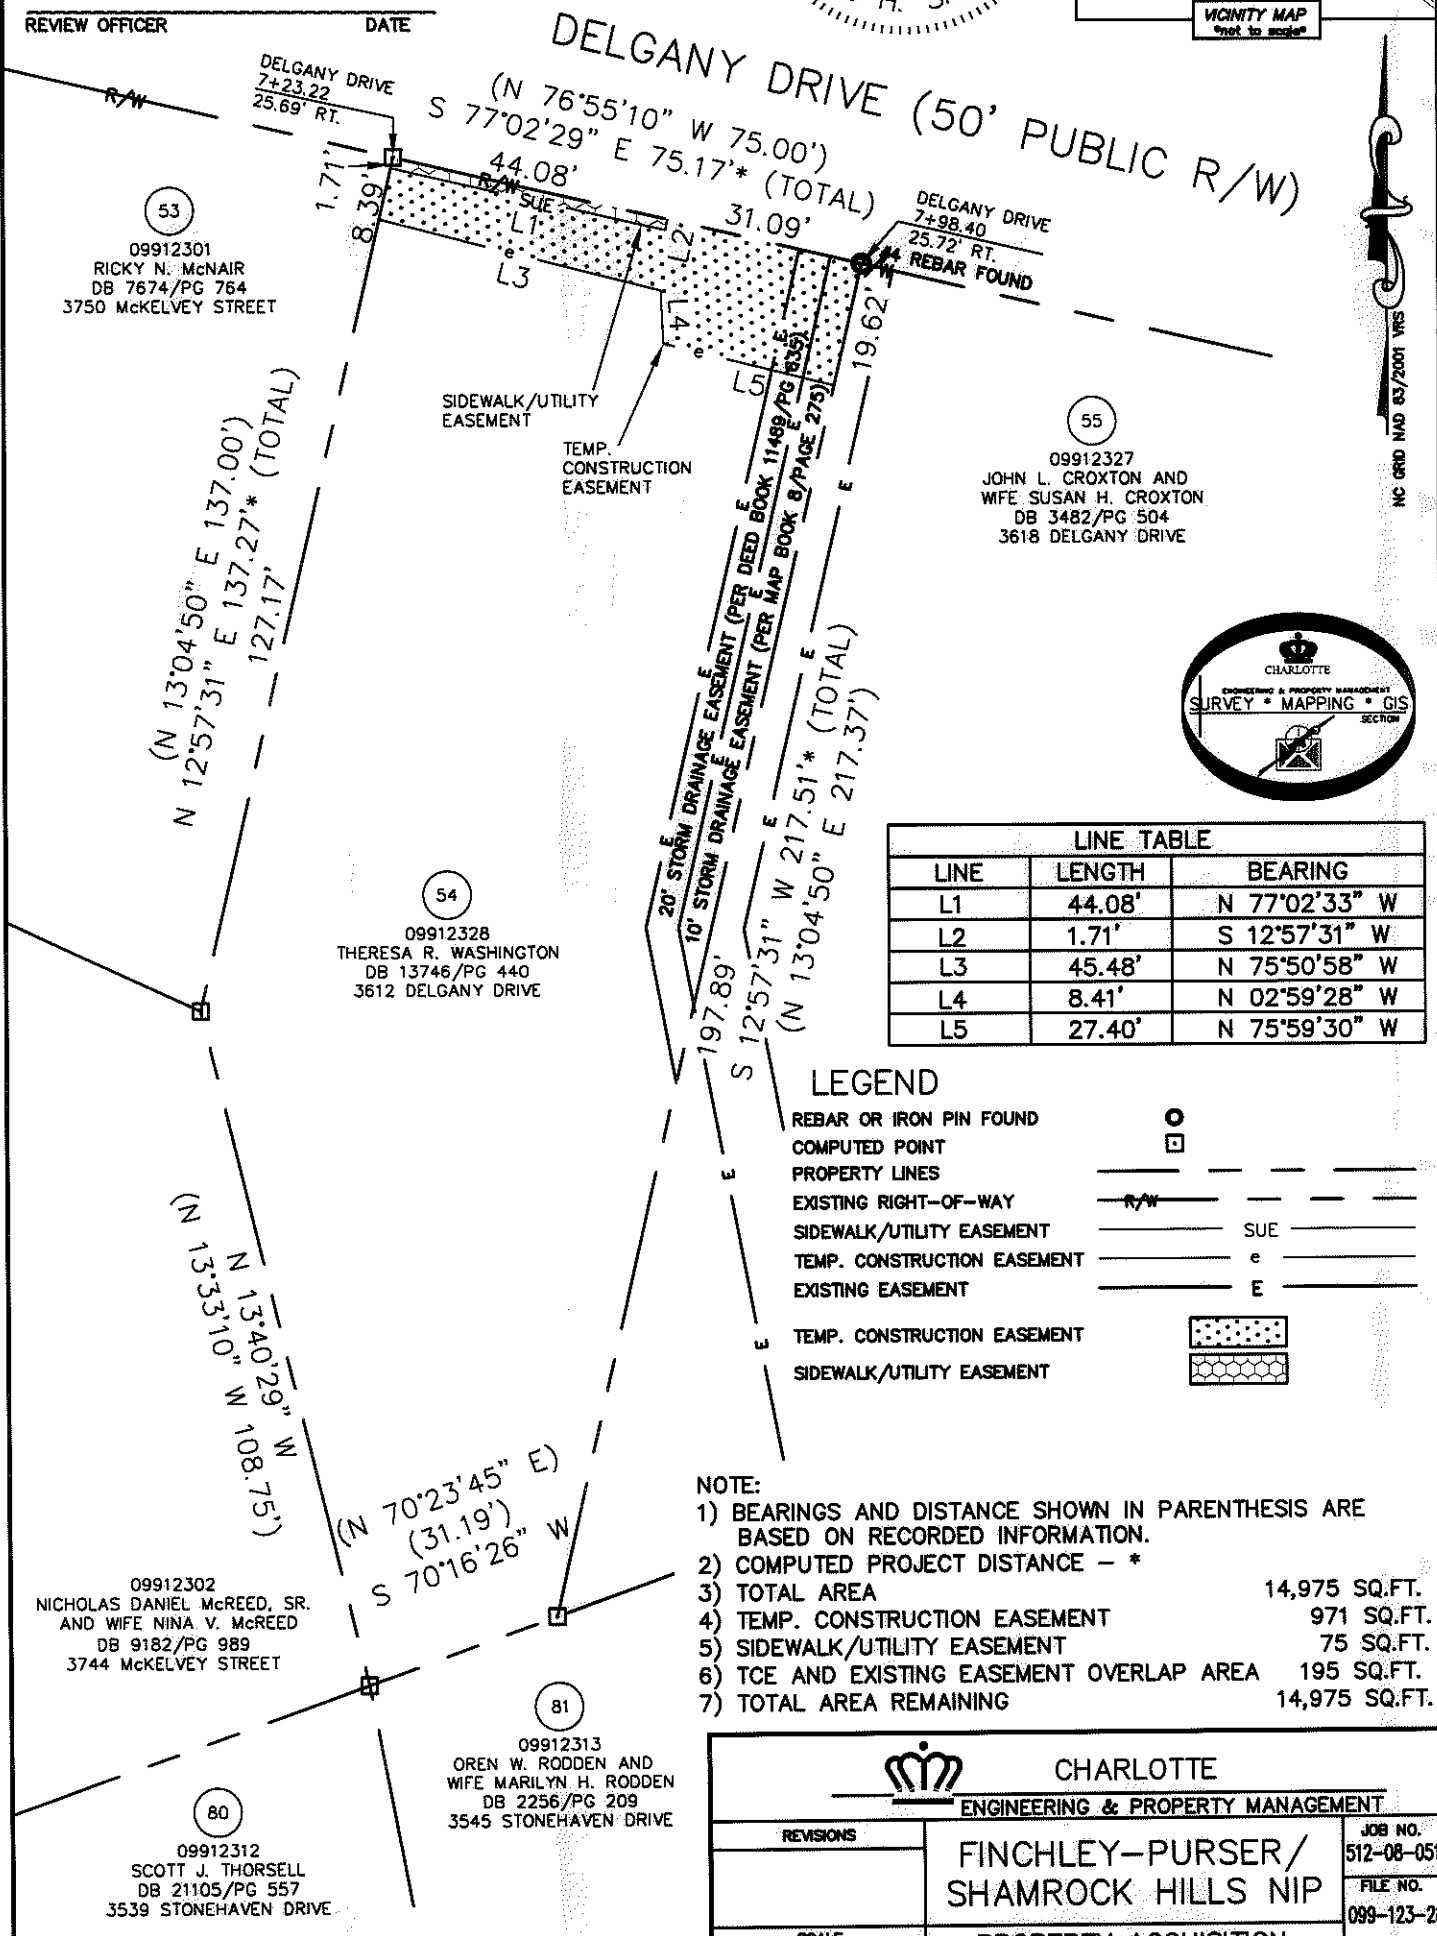 REVIEW OFFICER DATE
VICINITY MAP
*not to scale*
DELGANY DRIVE (50' PUBLIC R/W)
(N 76°55'10" W 75.00')
S 77°02'29" E 75.17'* (TOTAL)
44.08'
31.09'
DELGANY DRIVE
7+23.22
25.69' RT.
R/W
R/W
SUE
L1
L2
e
L3
L4
e
L5
1.71'
8.39'
DELGANY DRIVE
7+98.40
25.72' RT.
#4 REBAR FOUND
R/W
19.62'
NC GRID NAD 83/2001 VRS
53
09912301
RICKY N. McNAIR
DB 7674/PG 764
3750 McKELVEY STREET
SIDEWALK/UTILITY
EASEMENT
TEMP.
CONSTRUCTION
EASEMENT
55
09912327
JOHN L. CROXTON AND
WIFE SUSAN H. CROXTON
DB 3482/PG 504
3618 DELGANY DRIVE
(N 13°04'50" E 137.00')
N 12°57'31" E 137.27'* (TOTAL)
127.17'
20' STORM DRAINAGE EASEMENT (PER DEED BOOK 11489/PG 635)
10' STORM DRAINAGE EASEMENT (PER MAP BOOK 8/PAGE 275)
E
E
E
E
E
E
E
E
E
E
E
E
197.89'
S 12°57'31" W 217.51'* (TOTAL)
(N 13°04'50" E 217.37')
CHARLOTTE
ENGINEERING & PROPERTY MANAGEMENT
SURVEY * MAPPING * GIS
SECTION
54
09912328
THERESA R. WASHINGTON
DB 13746/PG 440
3612 DELGANY DRIVE
LINE TABLE
LINE LENGTH BEARING
L1 44.08' N 77°02'33" W
L2 1.71' S 12°57'31" W
L3 45.48' N 75°50'58" W
L4 8.41' N 02°59'28" W
L5 27.40' N 75°59'30" W
LEGEND
REBAR OR IRON PIN FOUND
COMPUTED POINT
PROPERTY LINES
EXISTING RIGHT-OF-WAY R/W
SIDEWALK/UTILITY EASEMENT SUE
TEMP. CONSTRUCTION EASEMENT e
EXISTING EASEMENT E
TEMP. CONSTRUCTION EASEMENT
SIDEWALK/UTILITY EASEMENT
N 13°40'29" W
(N 13°33'10" W 108.75')
(N 70°23'45" E)
(31.19')
S 70°16'26" W
NOTE:
1) BEARINGS AND DISTANCE SHOWN IN PARENTHESIS ARE
BASED ON RECORDED INFORMATION.
2) COMPUTED PROJECT DISTANCE - *
3) TOTAL AREA 14,975 SQ.FT.
4) TEMP. CONSTRUCTION EASEMENT 971 SQ.FT.
5) SIDEWALK/UTILITY EASEMENT 75 SQ.FT.
6) TCE AND EXISTING EASEMENT OVERLAP AREA 195 SQ.FT.
7) TOTAL AREA REMAINING 14,975 SQ.FT.
09912302
NICHOLAS DANIEL McREED, SR.
AND WIFE NINA V. McREED
DB 9182/PG 989
3744 McKELVEY STREET
81
09912313
OREN W. RODDEN AND
WIFE MARILYN H. RODDEN
DB 2256/PG 209
3545 STONEHAVEN DRIVE
80
09912312
SCOTT J. THORSELL
DB 21105/PG 557
3539 STONEHAVEN DRIVE
CHARLOTTE
ENGINEERING & PROPERTY MANAGEMENT
REVISIONS
FINCHLEY-PURSER/
SHAMROCK HILLS NIP
JOB NO.
512-08-051
FILE NO.
099-123-28